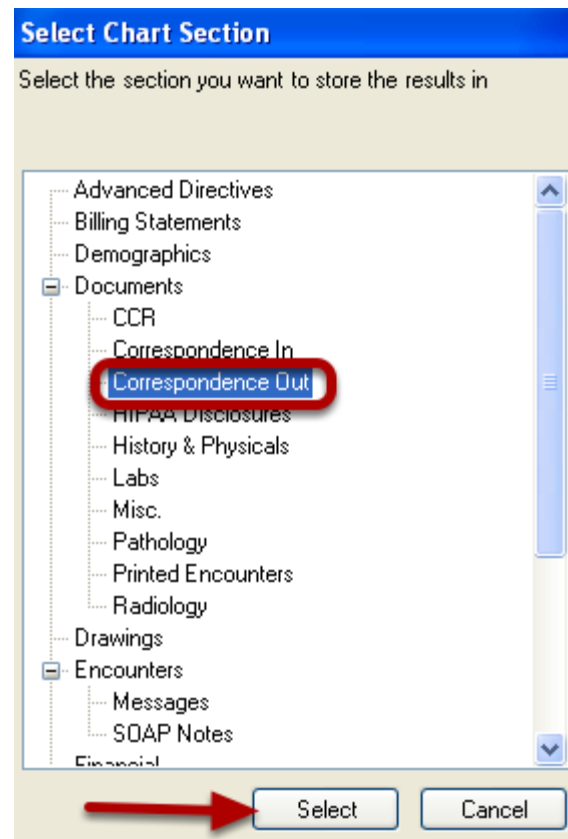 Select Chart Section
Select the section you want to store the results in
Advanced Directives
Billing Statements
Demographics
Documents
CCR
Correspondence In
Correspondence Out
HIPAA Disclosures
History & Physicals
Labs
Misc.
Pathology
Printed Encounters
Radiology
Drawings
Encounters
Messages
SOAP Notes
Financial
Select Cancel